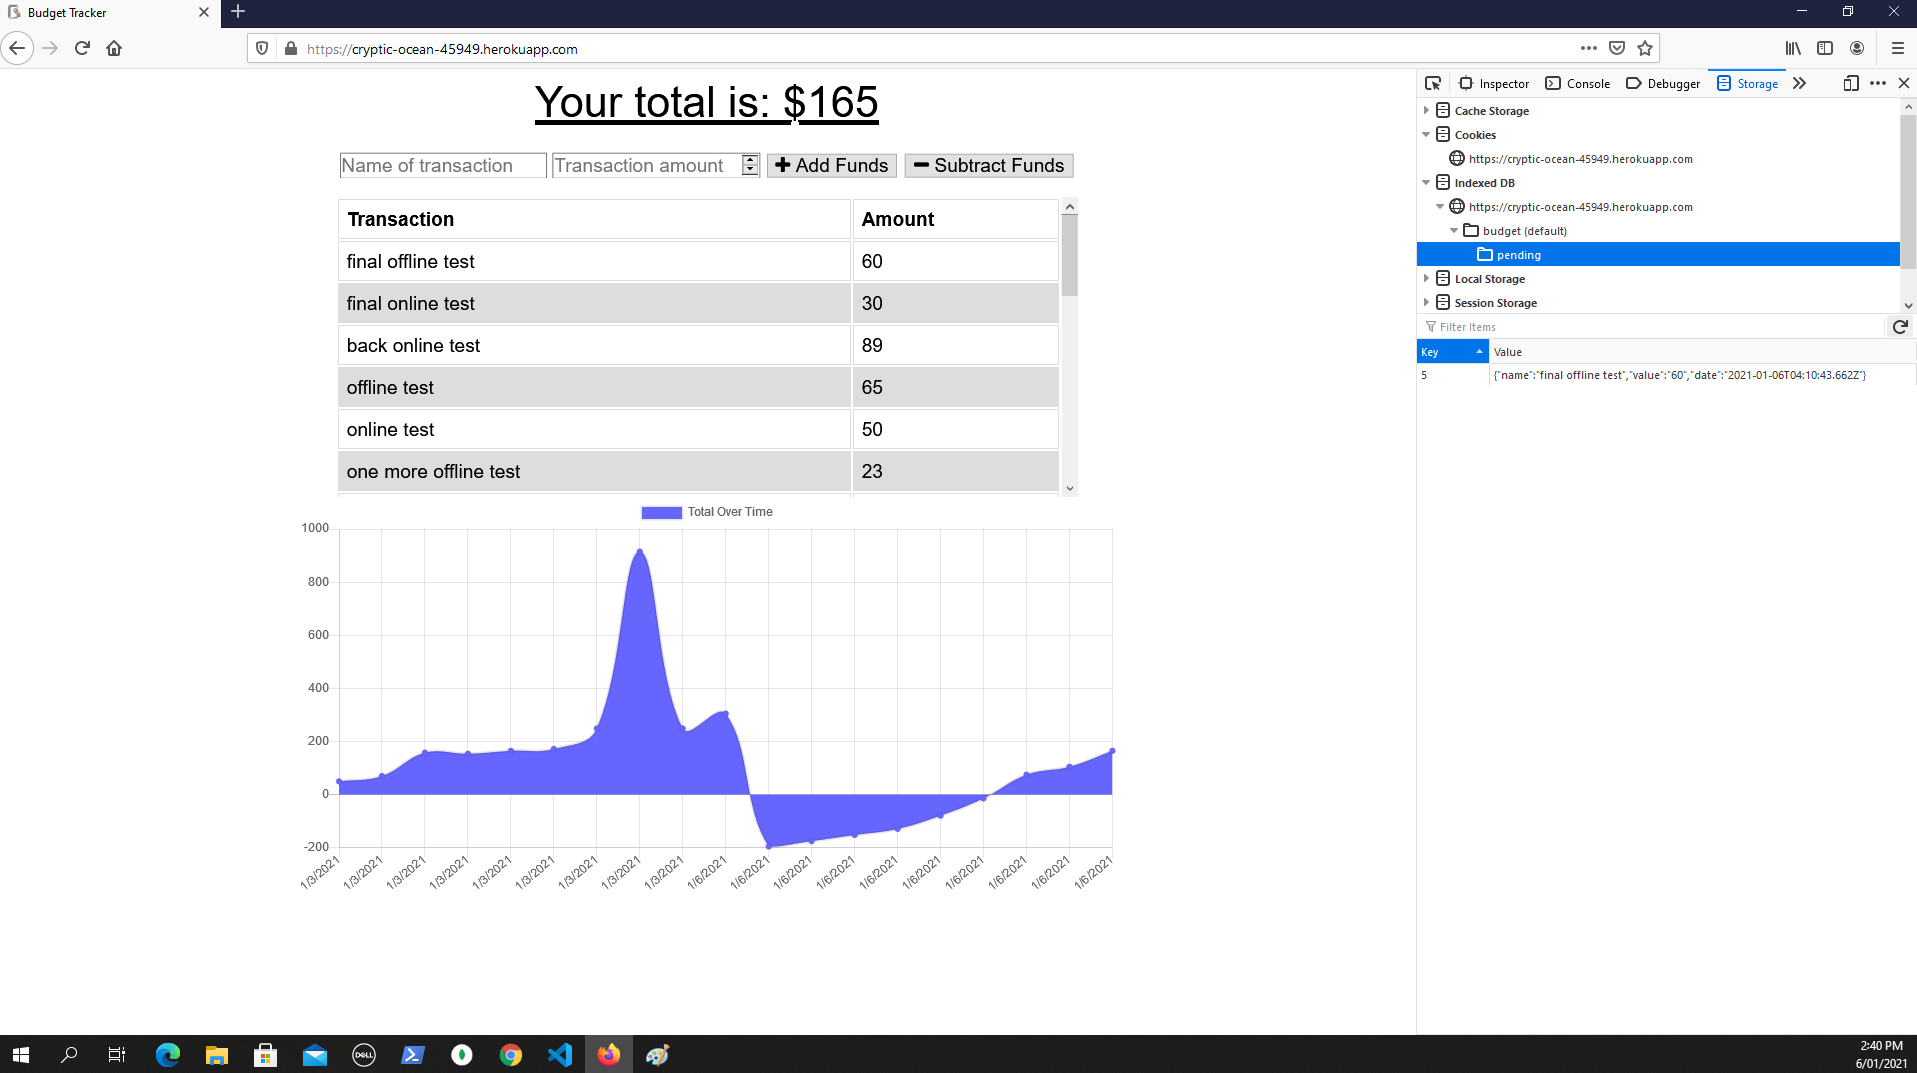 Budget Tracker
https://cryptic-ocean-45949.herokuapp.com
Your total is: $165
Name of transaction Transaction amount Add Funds Subtract Funds
Transaction Amount
final offline test 60
final online test 30
back online test 89
offline test 65
online test 50
one more offline test 23
Total Over Time
1000
800
600
400
200
0
-200
1/3/2021 1/3/2021 1/3/2021 1/3/2021 1/3/2021 1/3/2021 1/3/2021 1/3/2021 1/3/2021 1/6/2021 1/6/2021 1/6/2021 1/6/2021 1/6/2021 1/6/2021 1/6/2021 1/6/2021 1/6/2021 1/6/2021
Inspector Console Debugger Storage
Cache Storage
Cookies
https://cryptic-ocean-45949.herokuapp.com
Indexed DB
https://cryptic-ocean-45949.herokuapp.com
budget (default)
pending
Local Storage
Session Storage
Filter Items
Key Value
5 {"name":"final offline test","value":"60","date":"2021-01-06T04:10:43.662Z"}
DELL
2:40 PM
6/01/2021